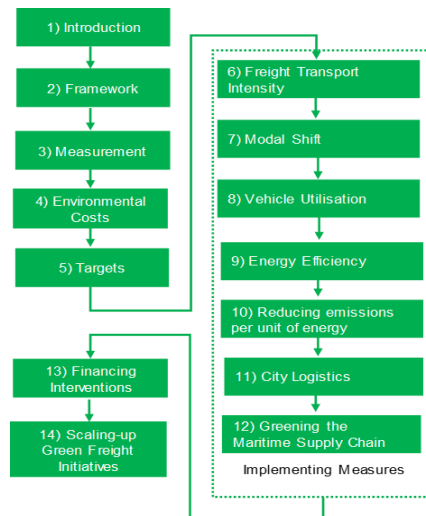 1) Introduction
2) Framework
3) Measurement
4) Environmental
Costs
5) Targets
6) Freight Transport
Intensity
7) Modal Shift
8) Vehicle Utilisation
9) Energy Efficiency
10) Reducing emissions
per unit of energy
11) City Logistics
12) Greening the
Maritime Supply Chain
Implementing Measures
13) Financing
Interventions
14) Scaling-up
Green Freight
Initiatives